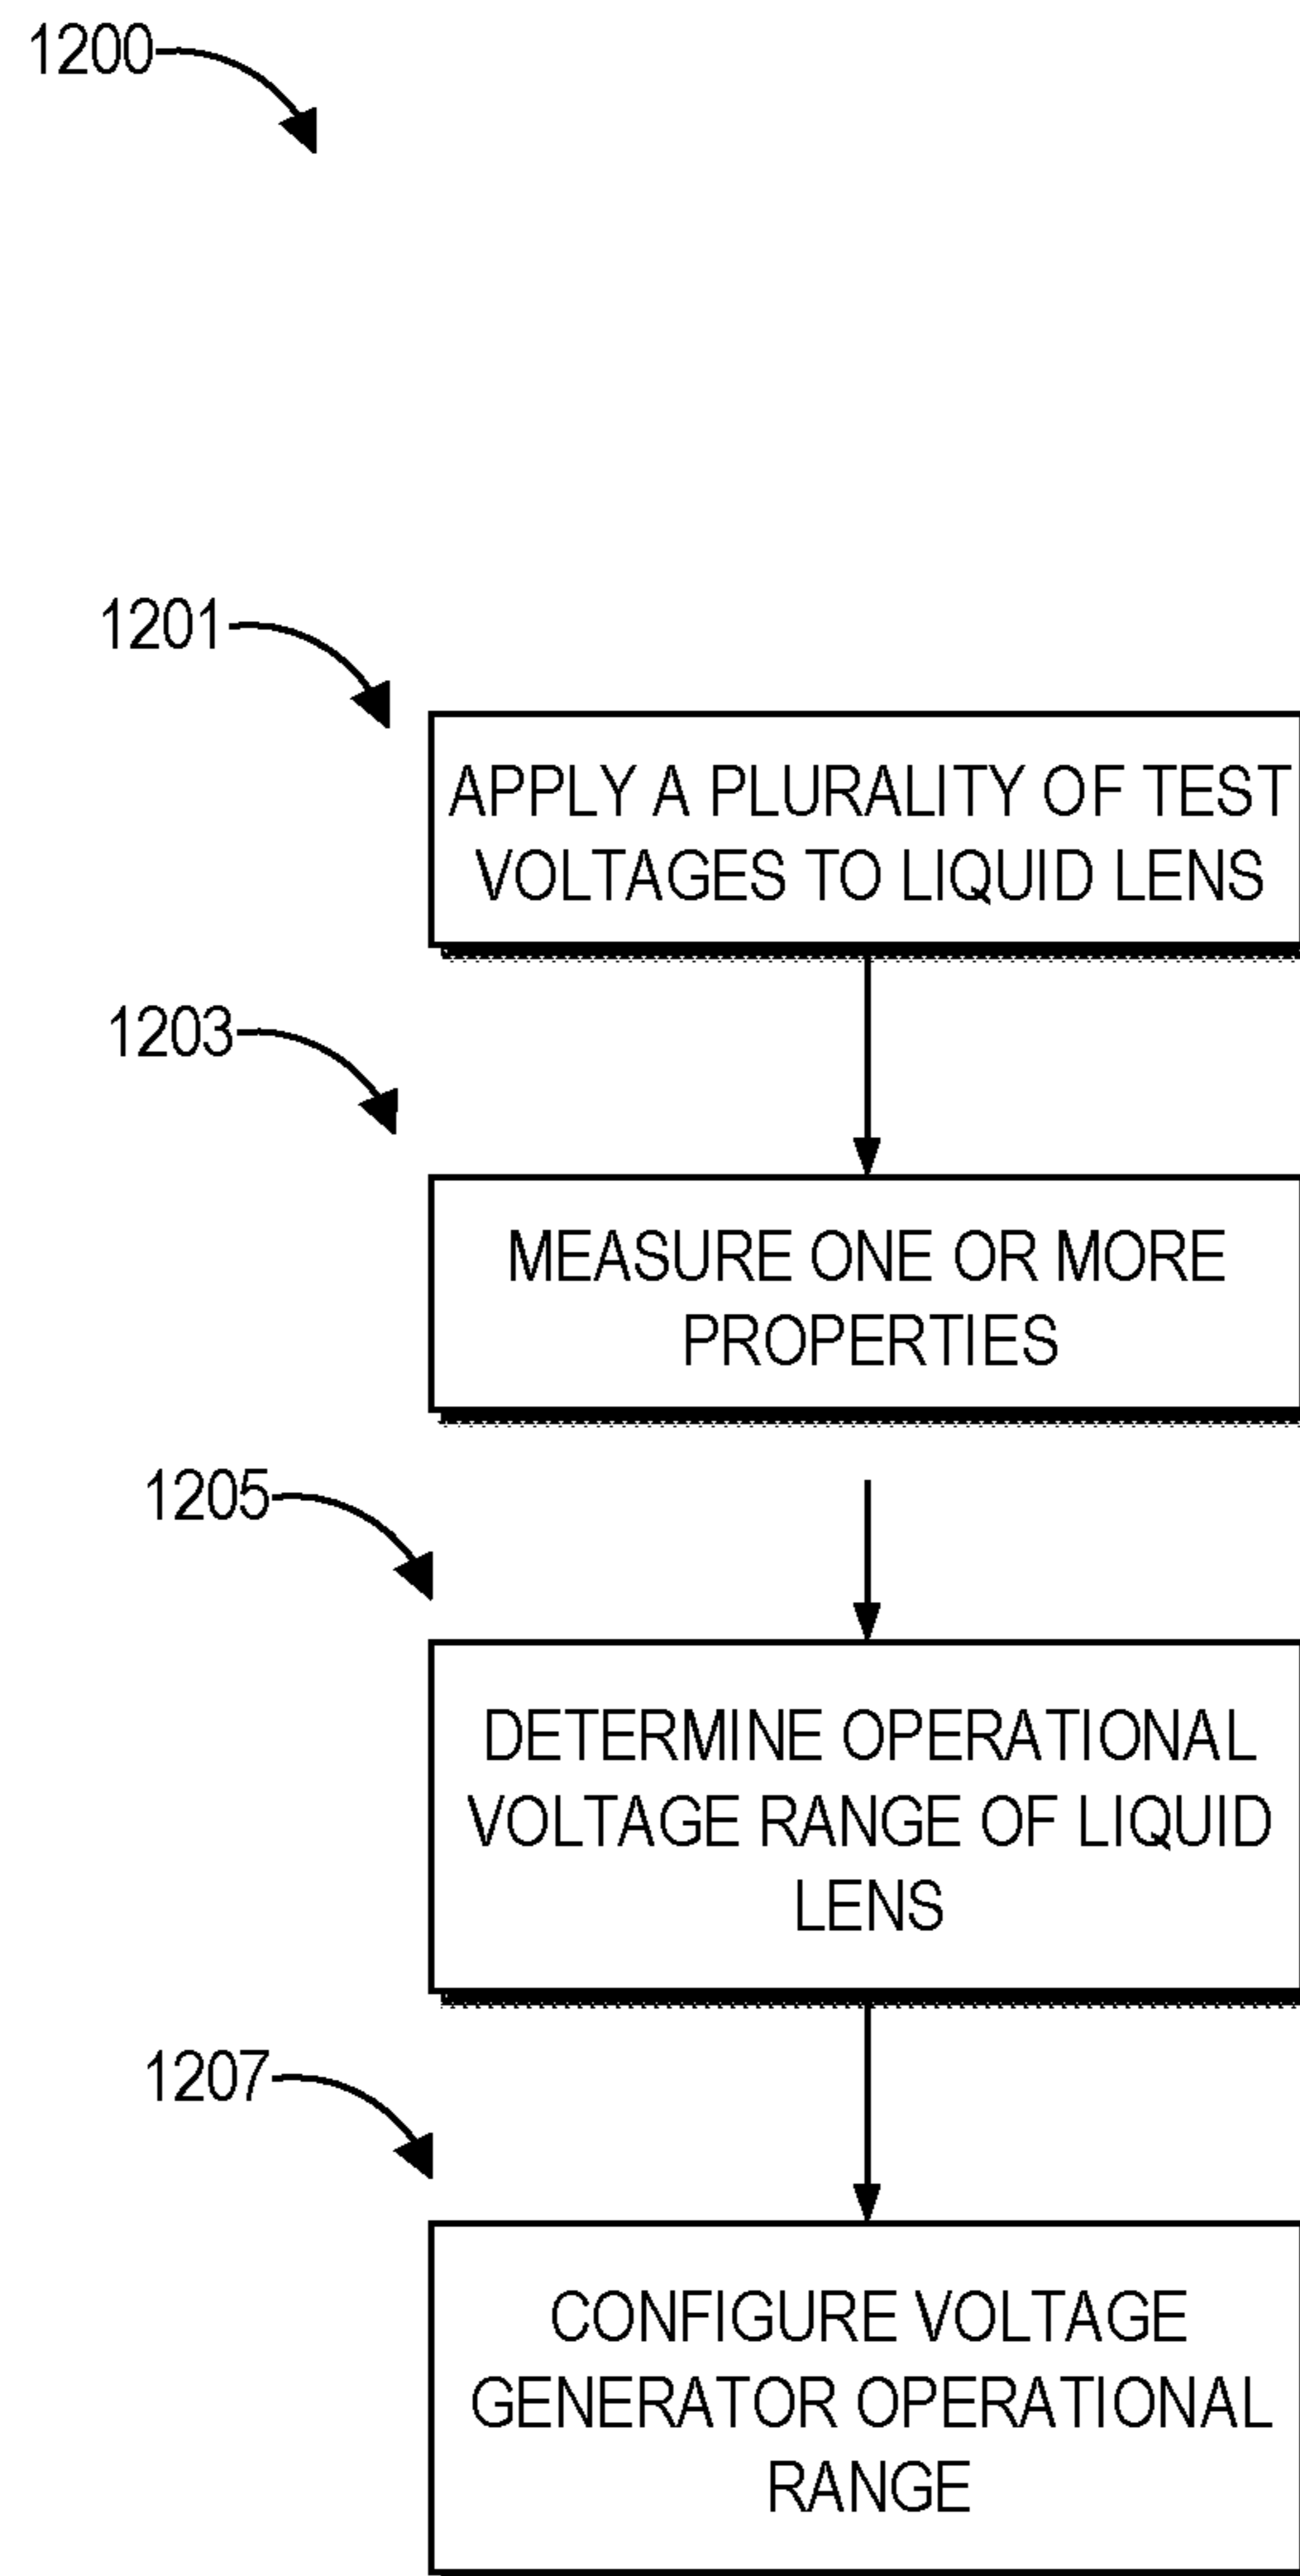 1200
1201
APPLY A PLURALITY OF TEST
VOLTAGES TO LIQUID LENS
1203
MEASURE ONE OR MORE
PROPERTIES
1205
DETERMINE OPERATIONAL
VOLTAGE RANGE OF LIQUID
LENS
1207
CONFIGURE VOLTAGE
GENERATOR OPERATIONAL
RANGE